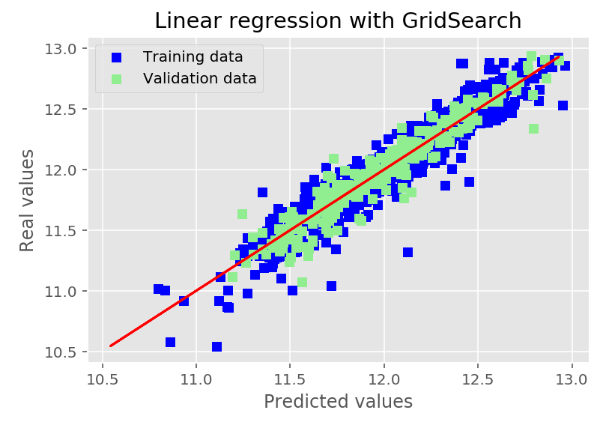 Linear regression with GridSearch
Training data
Validation data
Real values
13.0
12.5
12.0
11.5
11.0
10.5
10.5 11.0 11.5 12.0 12.5 13.0
Predicted values